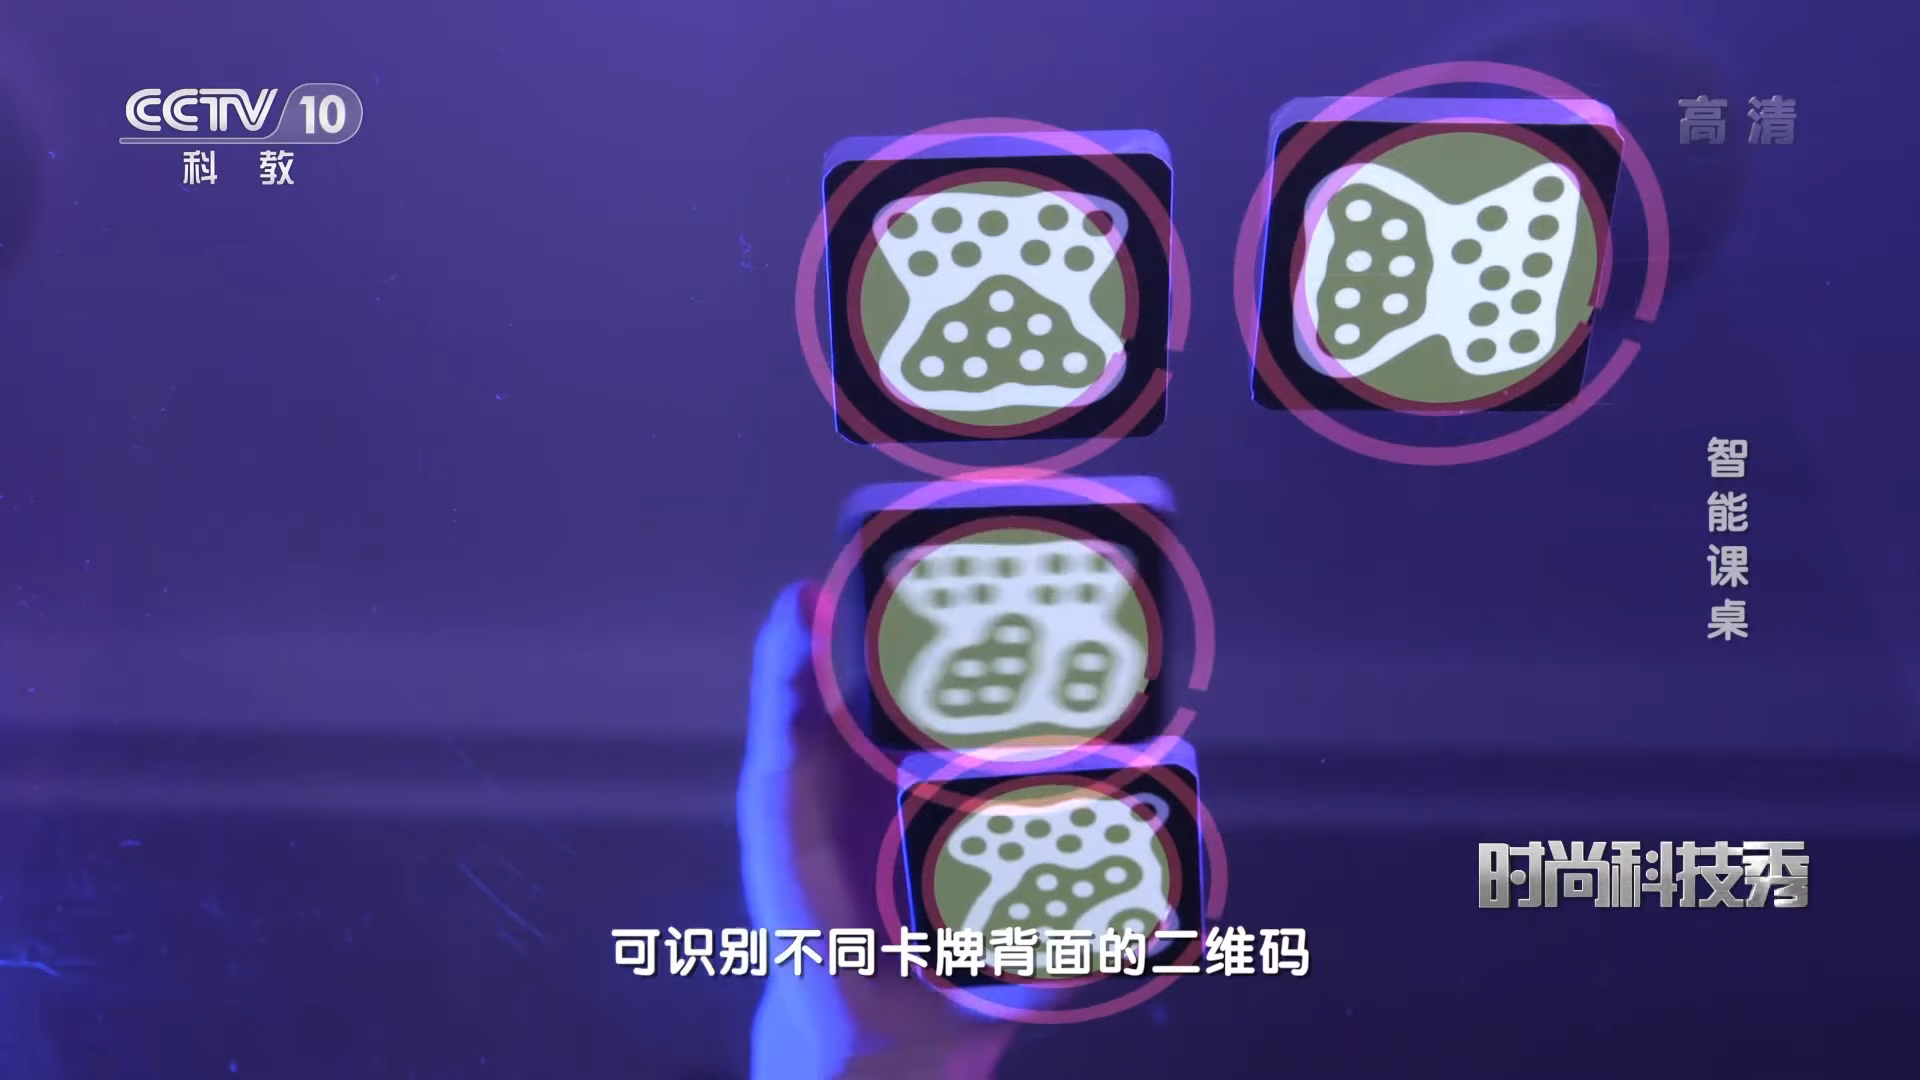 CCTV 10
科 教
高清
智能课桌
时尚科技秀
可识别不同卡牌背面的二维码